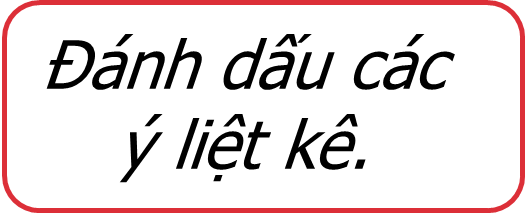 Đánh dấu các
ý liệt kê.